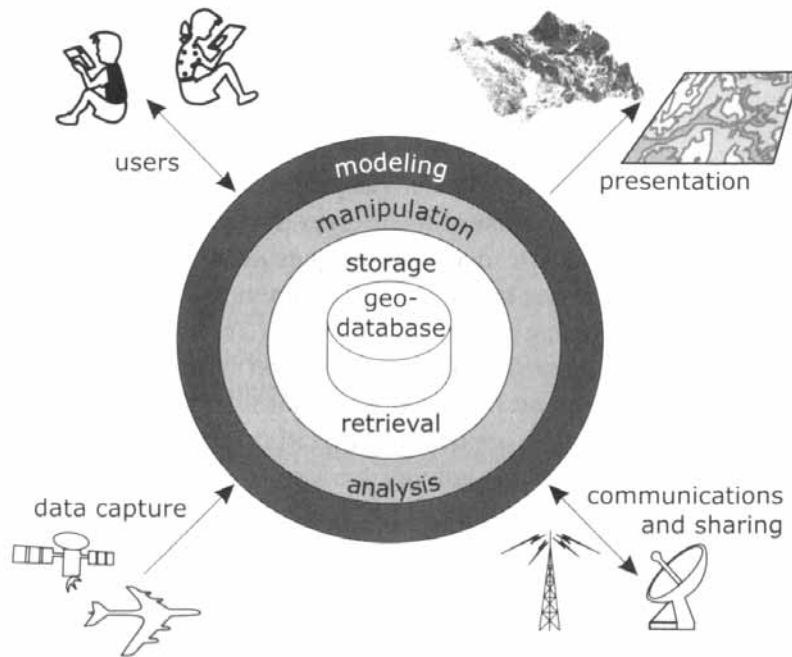 users
presentation
modeling
manipulation
storage
geo-
database
retrieval
analysis
data capture
communications
and sharing